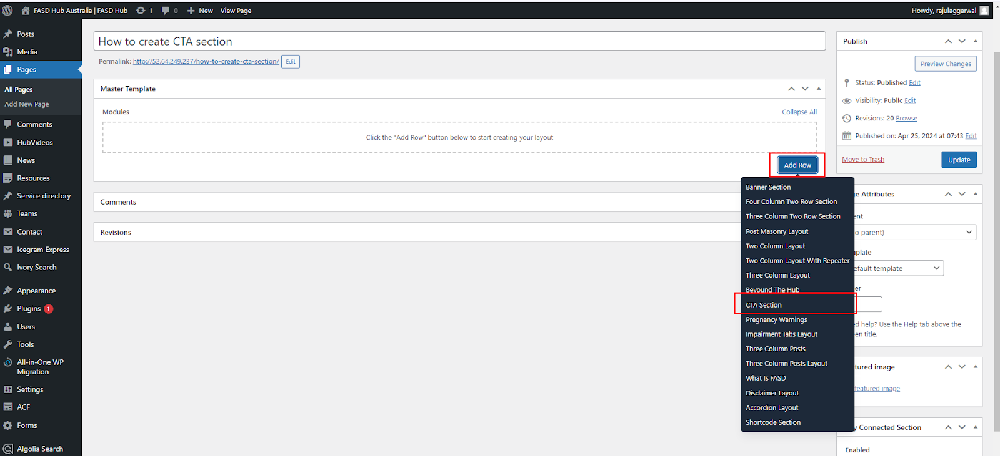 FASD Hub Australia | FASD Hub 1 0 New View Page Howdy, rajulaggarwal
Posts
Media
Pages
All Pages
Add New Page
Comments
HubVideos
News
Resources
Service directory
Teams
Contact
Icegram Express
Ivory Search
Appearance
Plugins 1
Users
Tools
All-in-One WP
Migration
Settings
ACF
Forms
Algolia Search
How to create CTA section
Permalink: http://52.64.249.237/how-to-create-cta-section/ Edit
Master Template
Modules Collapse All
Click the "Add Row" button below to start creating your layout
Add Row
Banner Section
Four Column Two Row Section
Three Column Two Row Section
Post Masonry Layout
Two Column Layout
Two Column Layout With Repeater
Three Column Layout
Beyound The Hub
CTA Section
Pregnancy Warnings
Impairment Tabs Layout
Three Column Posts
Three Column Posts Layout
What Is FASD
Disclaimer Layout
Accordion Layout
Shortcode Section
Comments
Revisions
Publish
Preview Changes
Status: Published Edit
Visibility: Public Edit
Revisions: 20 Browse
Published on: Apr 25, 2024 at 07:43 Edit
Move to Trash Update
e Attributes
ent
o parent)
plate
efault template
er
ed help? Use the Help tab above the
en title.
tured image
featured image
y Connected Section
Enabled